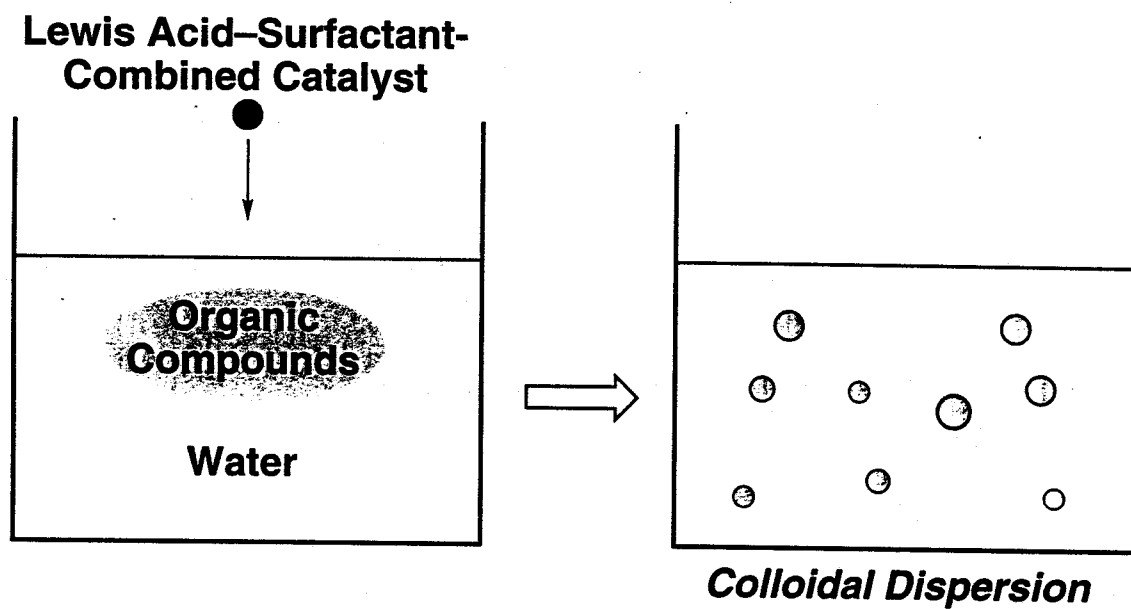 Lewis Acid–Surfactant-
Combined Catalyst
Organic
Compounds
Water
Colloidal Dispersion